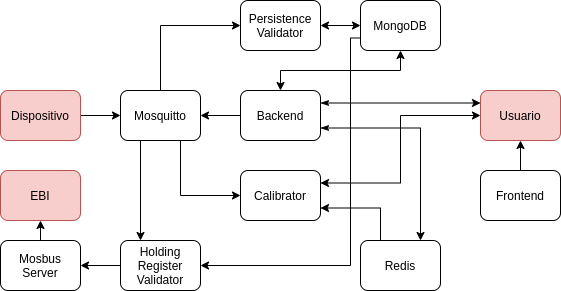 Persistence
Validator
MongoDB
Dispositivo
Mosquitto
Backend
Usuario
EBI
Calibrator
Frontend
Mosbus
Server
Holding
Register
Validator
Redis